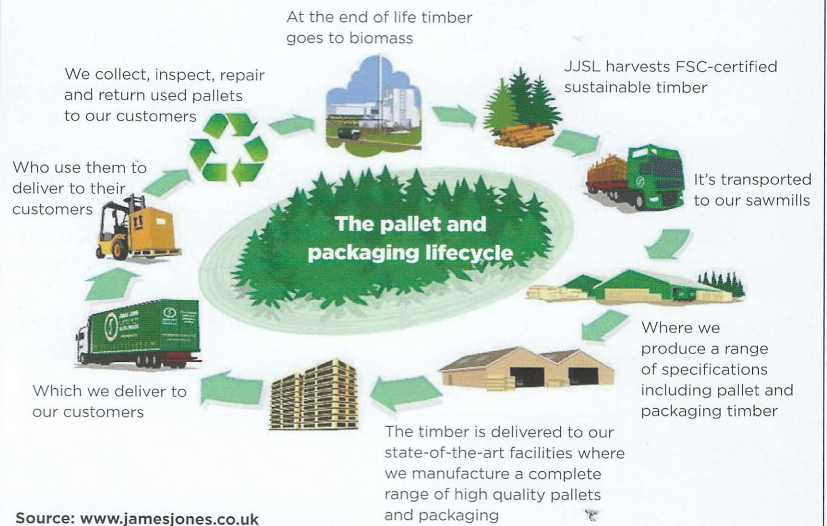 At the end of life timber
goes to biomass
JJSL harvests FSC-certified
sustainable timber
We collect, inspect, repair
and return used pallets
to our customers
Who use them to
deliver to their
customers
It's transported
to our sawmills
The pallet and
packaging lifecycle
Where we
produce a range
of specifications
including pallet and
packaging timber
Which we deliver to
our customers
The timber is delivered to our
state-of-the-art facilities where
we manufacture a complete
range of high quality pallets
and packaging
Source: www.jamesjones.co.uk